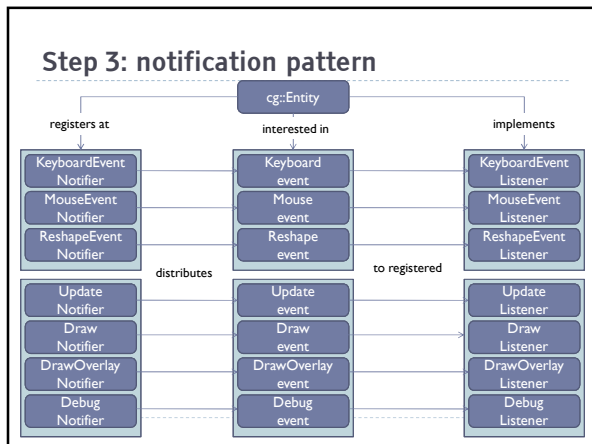 Step 3: notification pattern
cg::Entity
registers at
interested in
implements
KeyboardEvent
Notifier
Keyboard
event
KeyboardEvent
Listener
MouseEvent
Notifier
Mouse
event
MouseEvent
Listener
ReshapeEvent
Notifier
Reshape
event
ReshapeEvent
Listener
distributes
to registered
Update
Notifier
Update
event
Update
Listener
Draw
Notifier
Draw
event
Draw
Listener
DrawOverlay
Notifier
DrawOverlay
event
DrawOverlay
Listener
Debug
Notifier
Debug
event
Debug
Listener